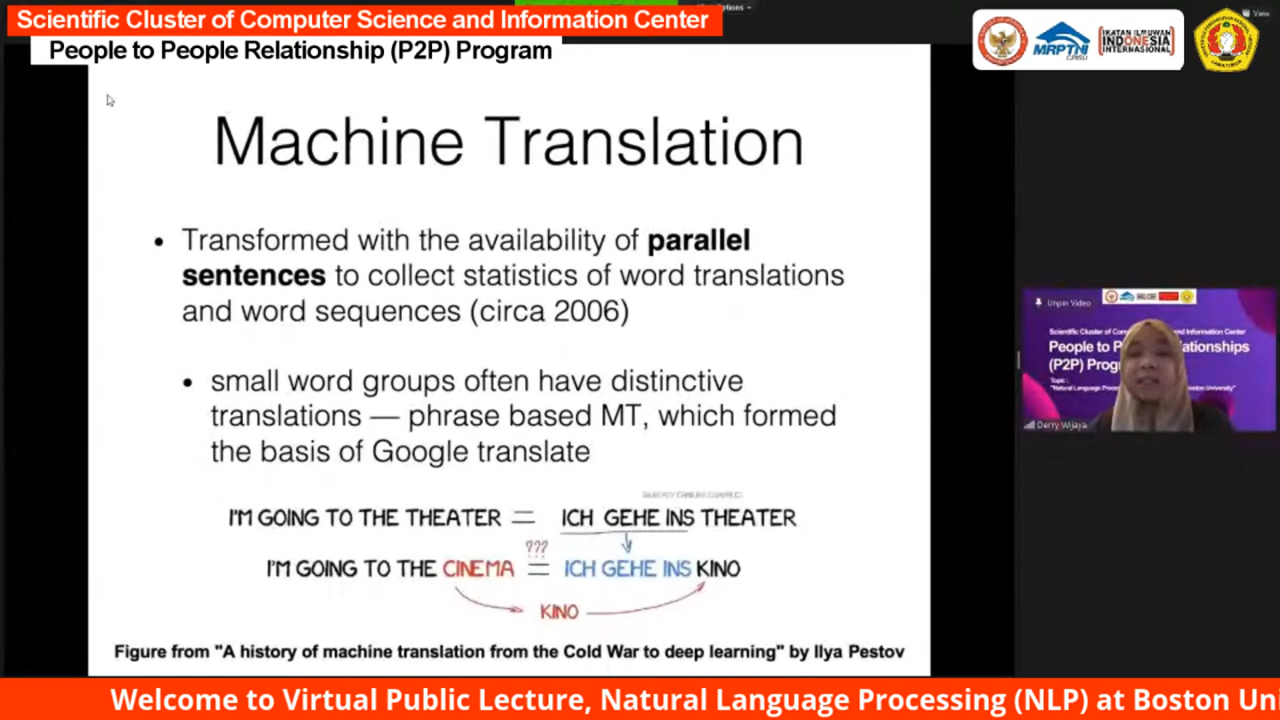 Scientific Cluster of Computer Science and Information Center
People to People Relationship (P2P) Program
View
MRPTNI
IKATAN ILMUWAN
INDONESIA
INTERNASIONAL
Machine Translation
• Transformed with the availability of parallel
sentences to collect statistics of word translations
and word sequences (circa 2006)
• small word groups often have distinctive
translations — phrase based MT, which formed
the basis of Google translate
I'M GOING TO THE THEATER = ICH GEHE INS THEATER
???
I'M GOING TO THE CINEMA = ICH GEHE INS KINO
KINO
Figure from "A history of machine translation from the Cold War to deep learning" by Ilya Pestov
Unpin Video
Scientific Cluster of Com and Information Center
People to P ationships
(P2P) Prog
Topic :
"Natural Language Proce Boston University"
Derry Wijaya
Welcome to Virtual Public Lecture, Natural Language Processing (NLP) at Boston Un